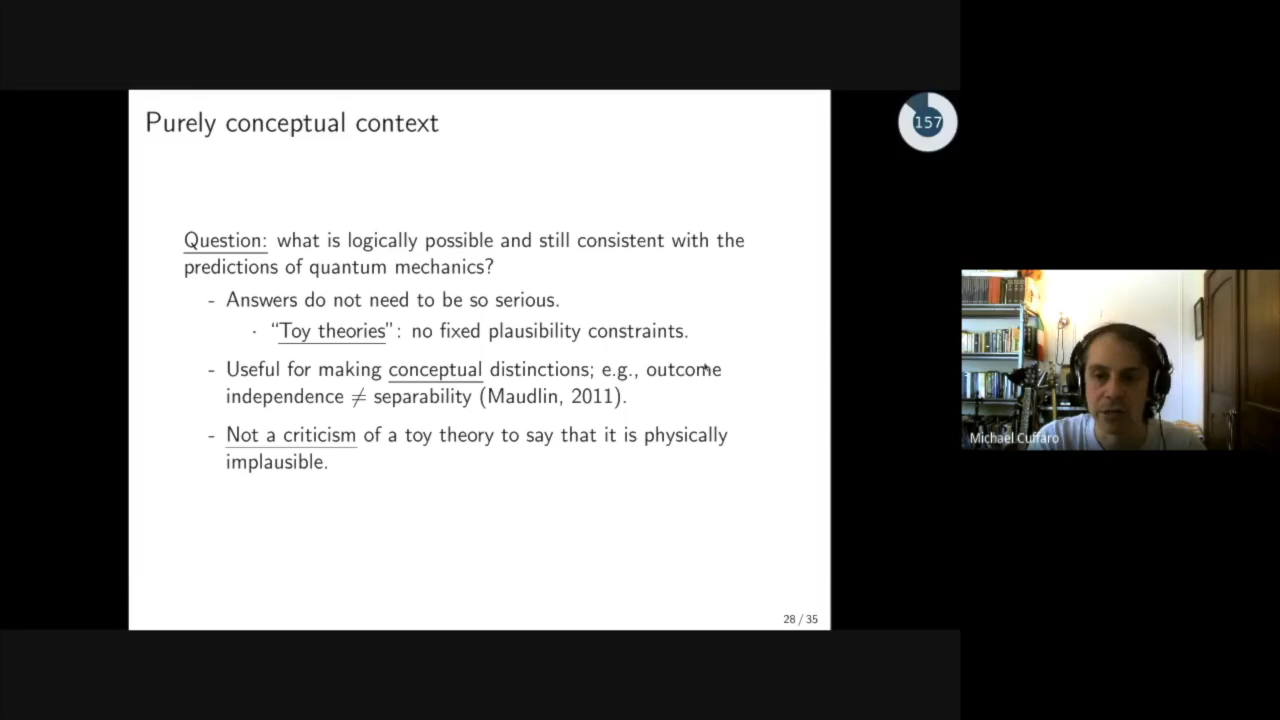 Purely conceptual context
157
Question: what is logically possible and still consistent with the
predictions of quantum mechanics?
- Answers do not need to be so serious.
· “Toy theories”: no fixed plausibility constraints.
- Useful for making conceptual distinctions; e.g., outcome
independence ≠ separability (Maudlin, 2011).
- Not a criticism of a toy theory to say that it is physically
implausible.
Michael Cuffaro
28 / 35